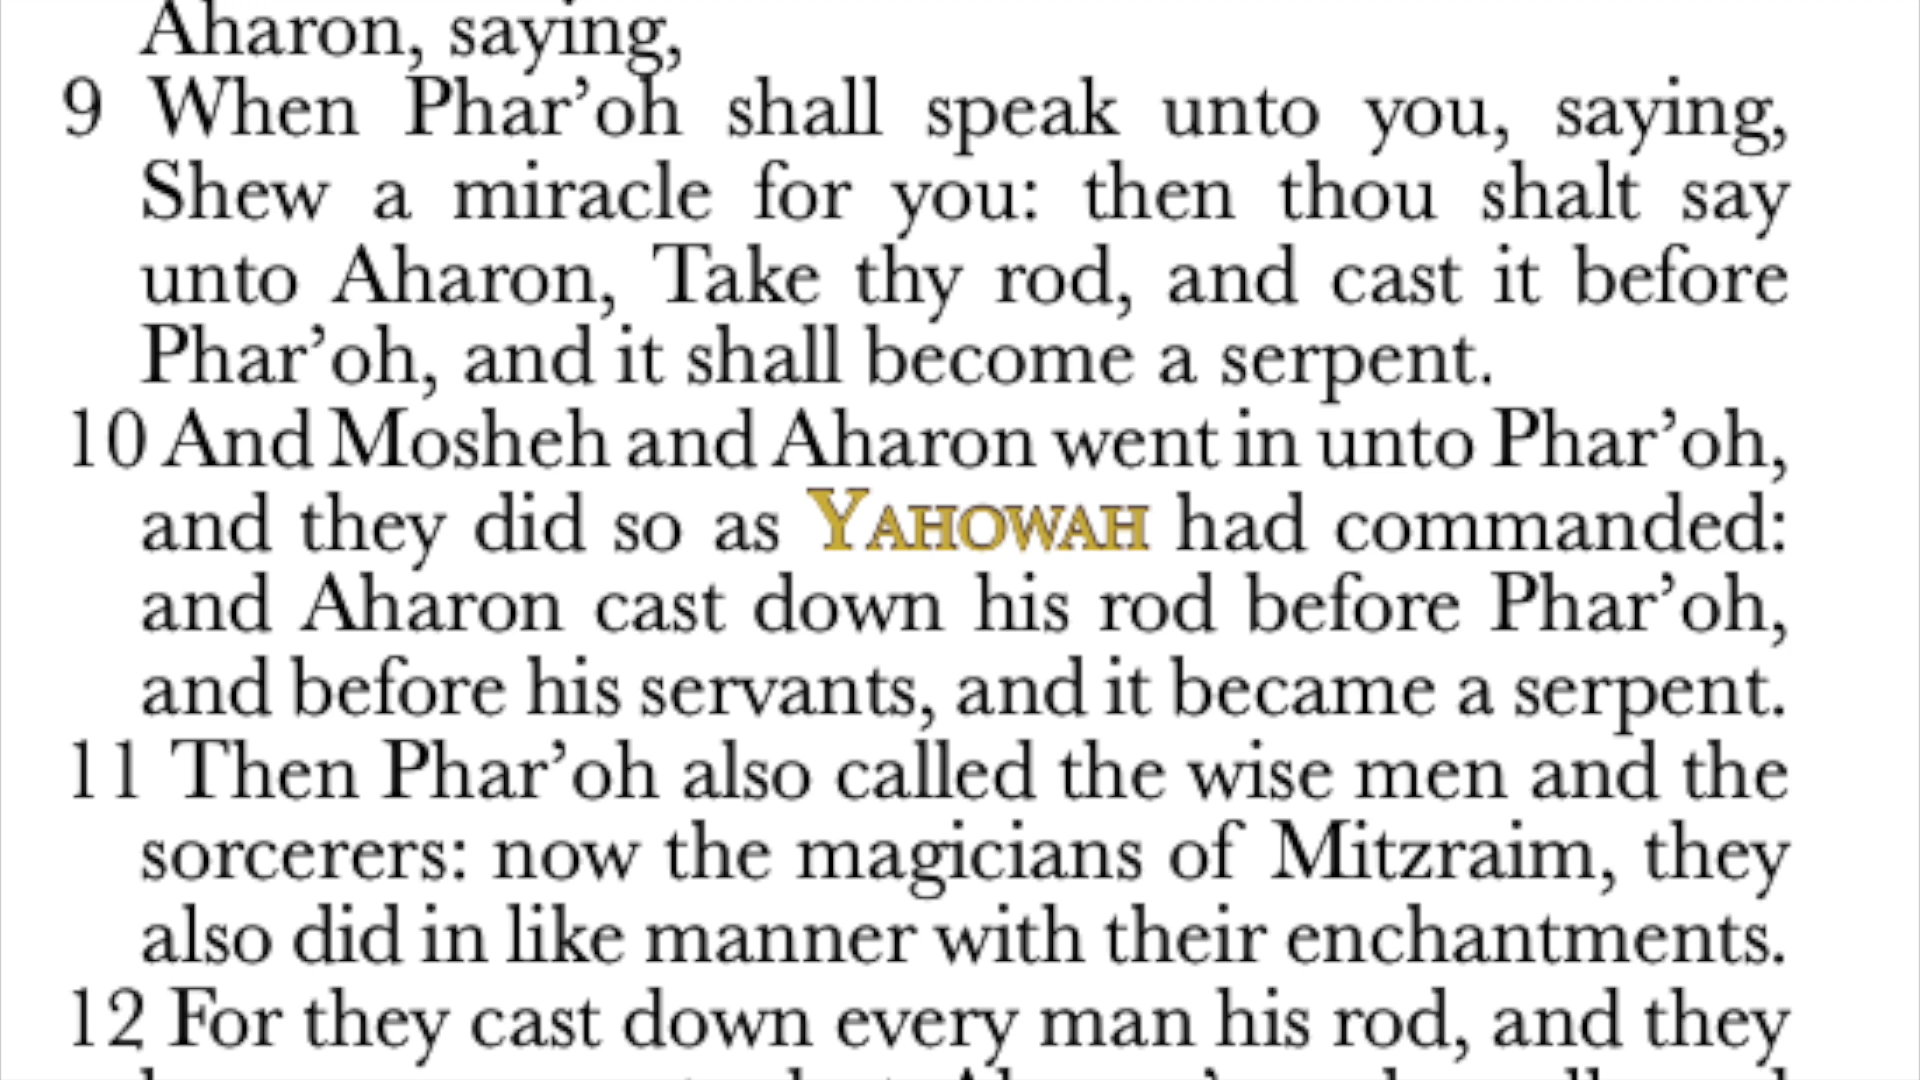 Aharon, saying,
9 When Phar’oh shall speak unto you, saying,
Shew a miracle for you: then thou shalt say
unto Aharon, Take thy rod, and cast it before
Phar’oh, and it shall become a serpent.
10 And Mosheh and Aharon went in unto Phar’oh,
and they did so as YAHOWAH had commanded:
and Aharon cast down his rod before Phar’oh,
and before his servants, and it became a serpent.
11 Then Phar’oh also called the wise men and the
sorcerers: now the magicians of Mitzraim, they
also did in like manner with their enchantments.
12 For they cast down every man his rod, and they